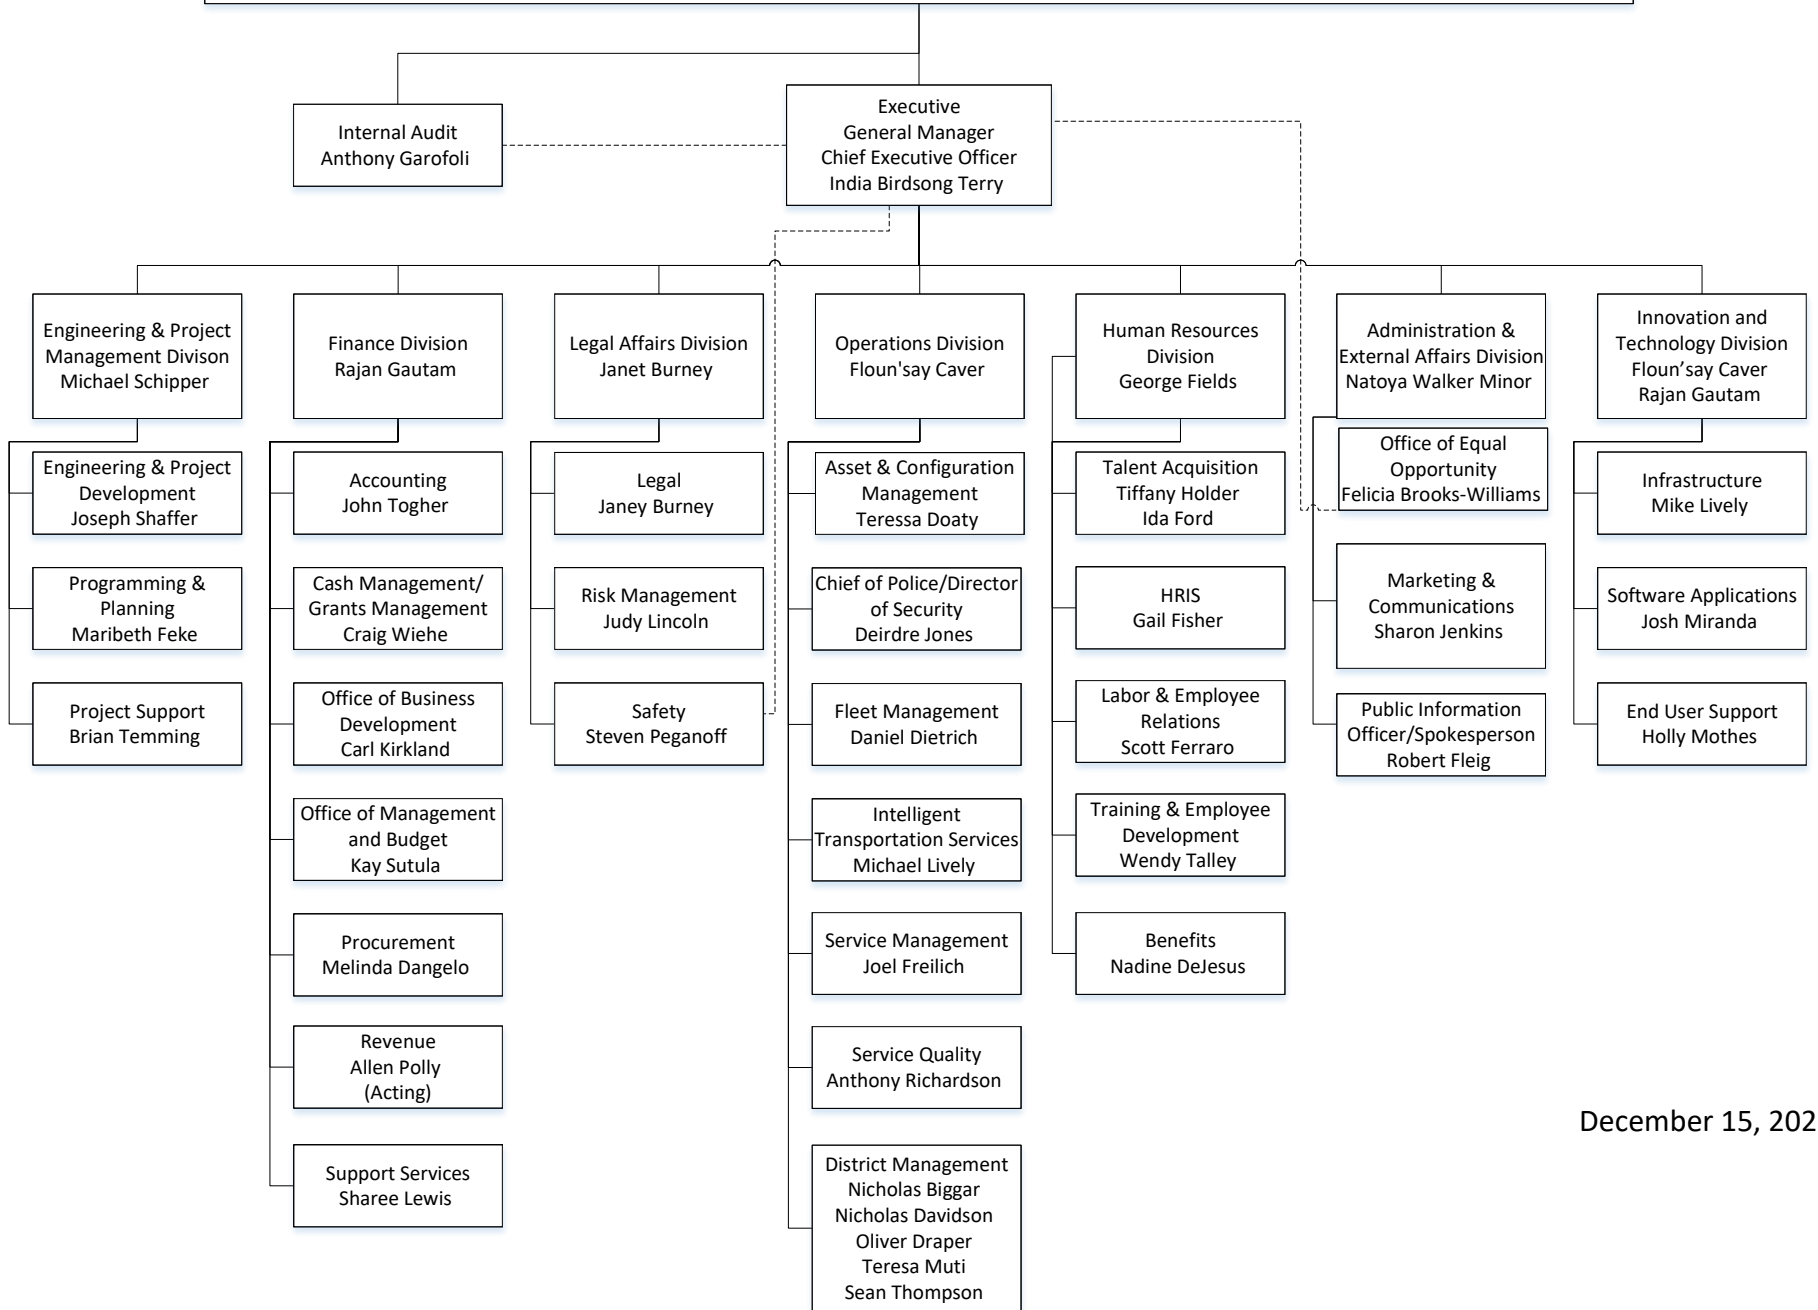 Internal Audit
Anthony Garofoli
Executive
General Manager
Chief Executive Officer
India Birdsong Terry
Engineering & Project
Management Divison
Michael Schipper
Finance Division
Rajan Gautam
Legal Affairs Division
Janet Burney
Operations Division
Floun'say Caver
Human Resources
Division
George Fields
Administration &
External Affairs Division
Natoya Walker Minor
Innovation and
Technology Division
Floun’say Caver
Rajan Gautam
Engineering & Project
Development
Joseph Shaffer
Programming &
Planning
Maribeth Feke
Project Support
Brian Temming
Accounting
John Togher
Cash Management/
Grants Management
Craig Wiehe
Office of Business
Development
Carl Kirkland
Office of Management
and Budget
Kay Sutula
Procurement
Melinda Dangelo
Revenue
Allen Polly
(Acting)
Support Services
Sharee Lewis
Legal
Janey Burney
Risk Management
Judy Lincoln
Safety
Steven Peganoff
Asset & Configuration
Management
Teressa Doaty
Chief of Police/Director
of Security
Deirdre Jones
Fleet Management
Daniel Dietrich
Intelligent
Transportation Services
Michael Lively
Service Management
Joel Freilich
Service Quality
Anthony Richardson
District Management
Nicholas Biggar
Nicholas Davidson
Oliver Draper
Teresa Muti
Sean Thompson
Talent Acquisition
Tiffany Holder
Ida Ford
HRIS
Gail Fisher
Labor & Employee
Relations
Scott Ferraro
Training & Employee
Development
Wendy Talley
Benefits
Nadine DeJesus
Office of Equal
Opportunity
Felicia Brooks-Williams
Marketing &
Communications
Sharon Jenkins
Public Information
Officer/Spokesperson
Robert Fleig
Infrastructure
Mike Lively
Software Applications
Josh Miranda
End User Support
Holly Mothes
December 15, 202